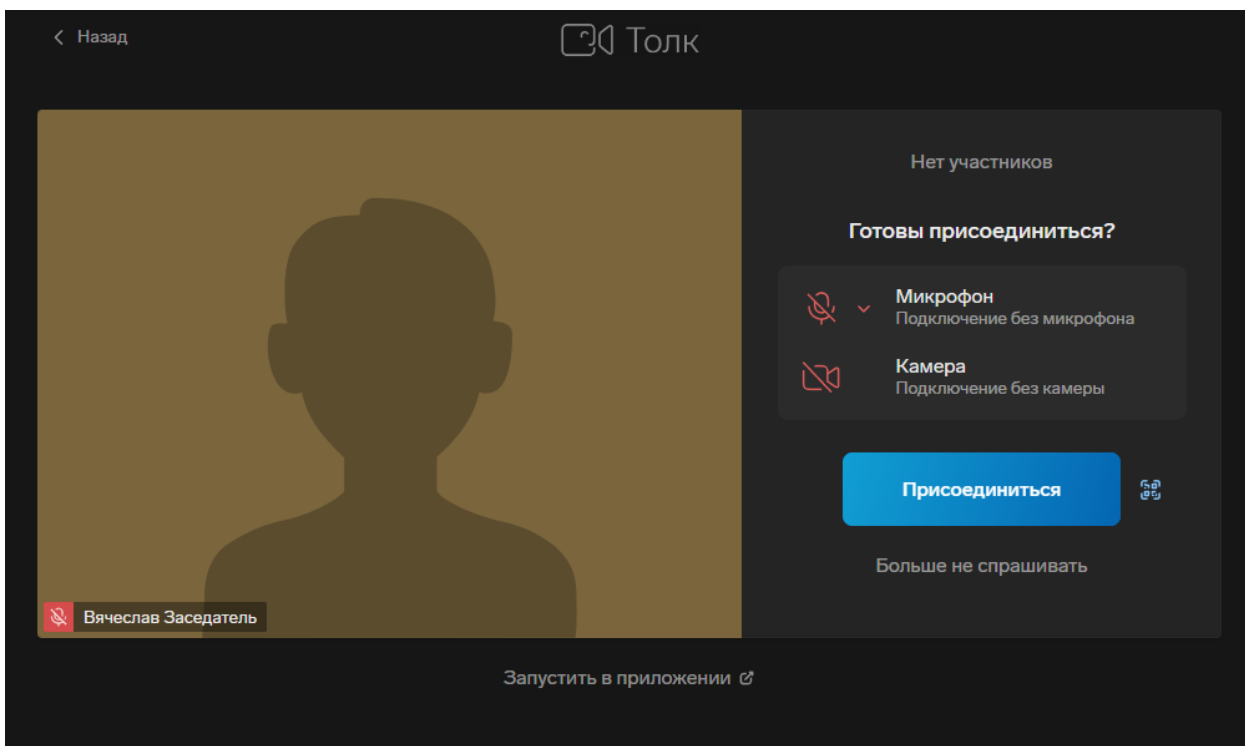 Назад
Толк
Нет участников
Готовы присоединиться?
Микрофон
Подключение без микрофона
Камера
Подключение без камеры
Присоединиться
Больше не спрашивать
Вячеслав Заседатель
Запустить в приложении